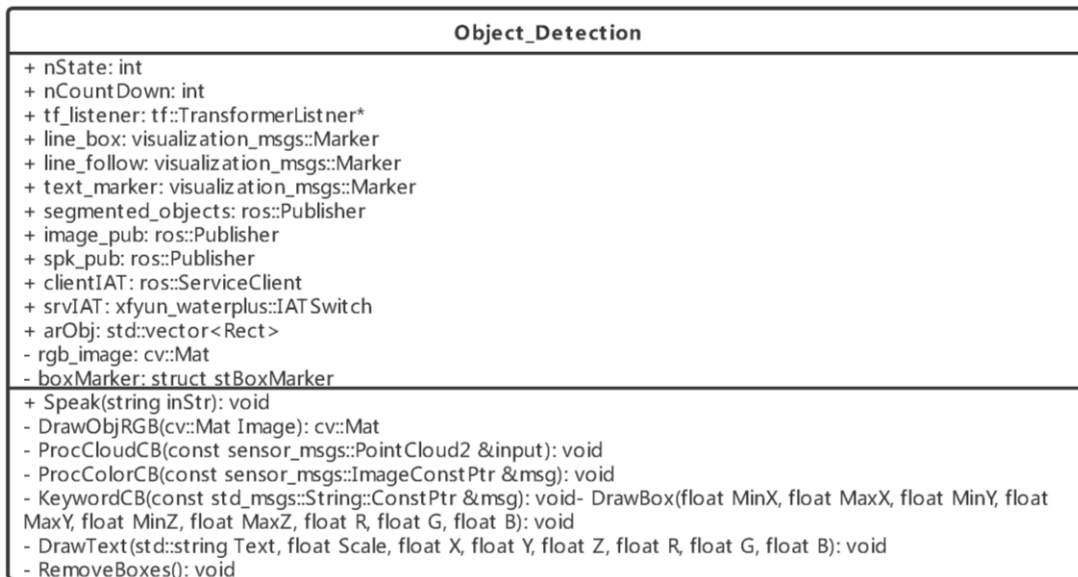 Object_Detection
+ nState: int
+ nCountDown: int
+ tf_listener: tf::TransformerListner*
+ line_box: visualization_msgs::Marker
+ line_follow: visualization_msgs::Marker
+ text_marker: visualization_msgs::Marker
+ segmented_objects: ros::Publisher
+ image_pub: ros::Publisher
+ spk_pub: ros::Publisher
+ clientIAT: ros::ServiceClient
+ srvIAT: xfyun_waterplus::IATSwitch
+ arObj: std::vector<Rect>
- rgb_image: cv::Mat
- boxMarker: struct stBoxMarker
+ Speak(string inStr): void
- DrawObjRGB(cv::Mat Image): cv::Mat
- ProcCloudCB(const sensor_msgs::PointCloud2 &input): void
- ProcColorCB(const sensor_msgs::ImageConstPtr &msg): void
- KeywordCB(const std_msgs::String::ConstPtr &msg): void- DrawBox(float MinX, float MaxX, float MinY, float
MaxY, float MinZ, float MaxZ, float R, float G, float B): void
- DrawText(std::string Text, float Scale, float X, float Y, float Z, float R, float G, float B): void
- RemoveBoxes(): void